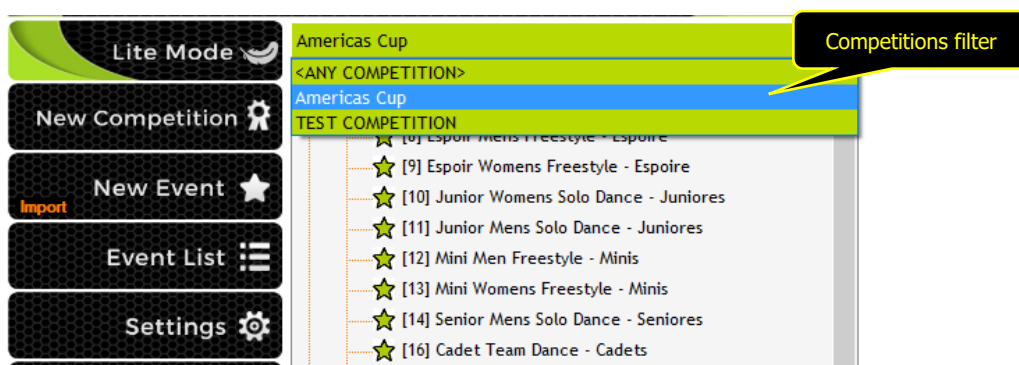 Lite Mode
New Competition
New Event
Import
Event List
Settings
Americas Cup
<ANY COMPETITION>
Americas Cup
TEST COMPETITION
[8] Espoir Mens Freestyle - Espoire
[9] Espoir Womens Freestyle - Espoire
[10] Junior Womens Solo Dance - Juniores
[11] Junior Mens Solo Dance - Juniores
[12] Mini Men Freestyle - Minis
[13] Mini Womens Freestyle - Minis
[14] Senior Mens Solo Dance - Seniores
[16] Cadet Team Dance - Cadets
Competitions filter